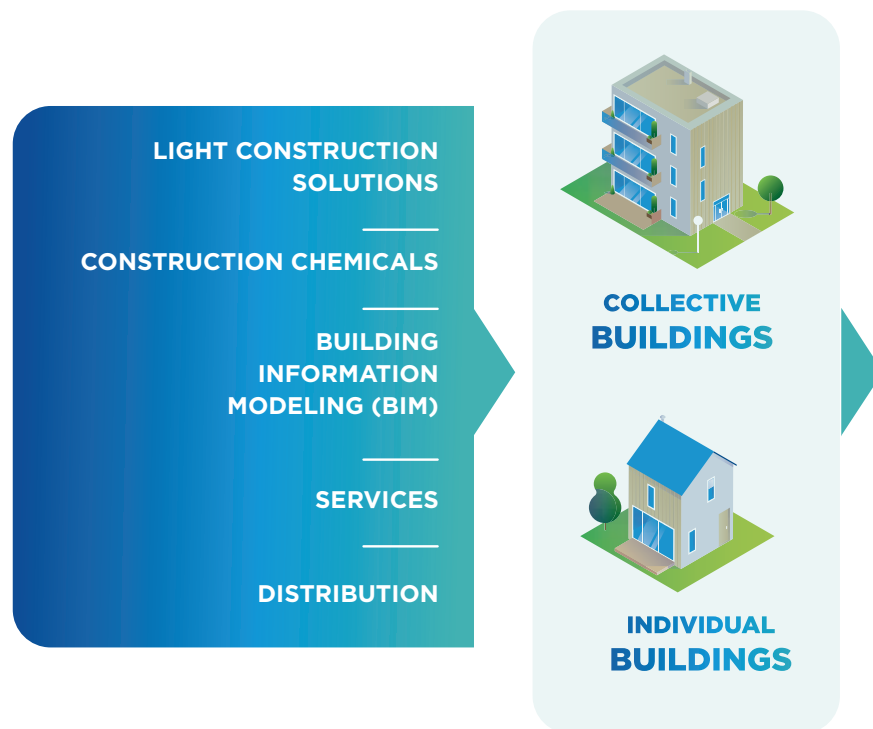 LIGHT CONSTRUCTION
SOLUTIONS
CONSTRUCTION CHEMICALS
BUILDING
INFORMATION
MODELING (BIM)
SERVICES
DISTRIBUTION
COLLECTIVE
BUILDINGS
INDIVIDUAL
BUILDINGS